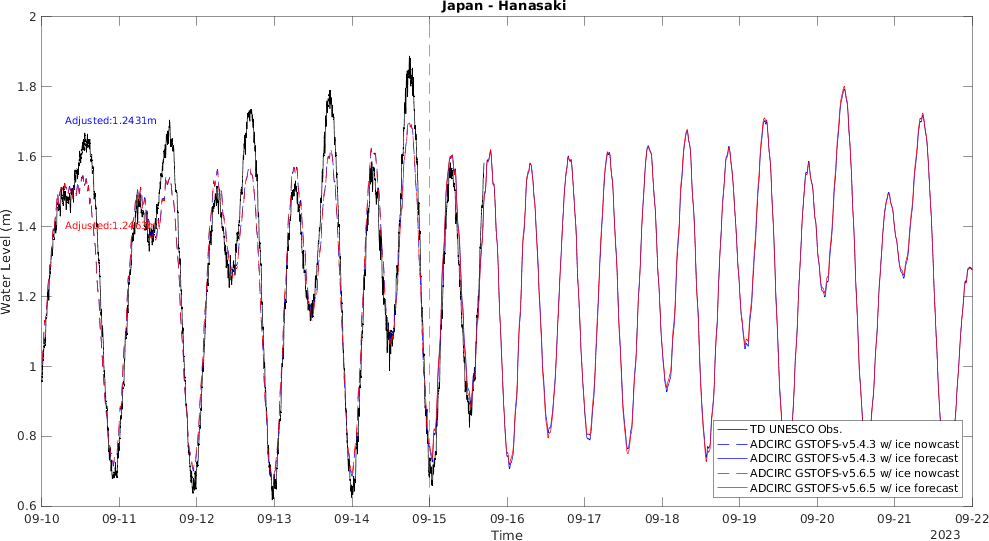 Japan - Hanasaki
2
1.8
1.6
1.4
1.2
1
0.8
0.6
Water Level (m)
Adjusted:1.2431m
TD UNESCO Obs.
ADCIRC GSTOFS-v5.4.3 w/ ice nowcast
ADCIRC GSTOFS-v5.4.3 w/ ice forecast
ADCIRC GSTOFS-v5.6.5 w/ ice nowcast
ADCIRC GSTOFS-v5.6.5 w/ ice forecast
09-10 09-11 09-12 09-13 09-14 09-15 09-16 09-17 09-18 09-19 09-20 09-21 09-22
Time
2023